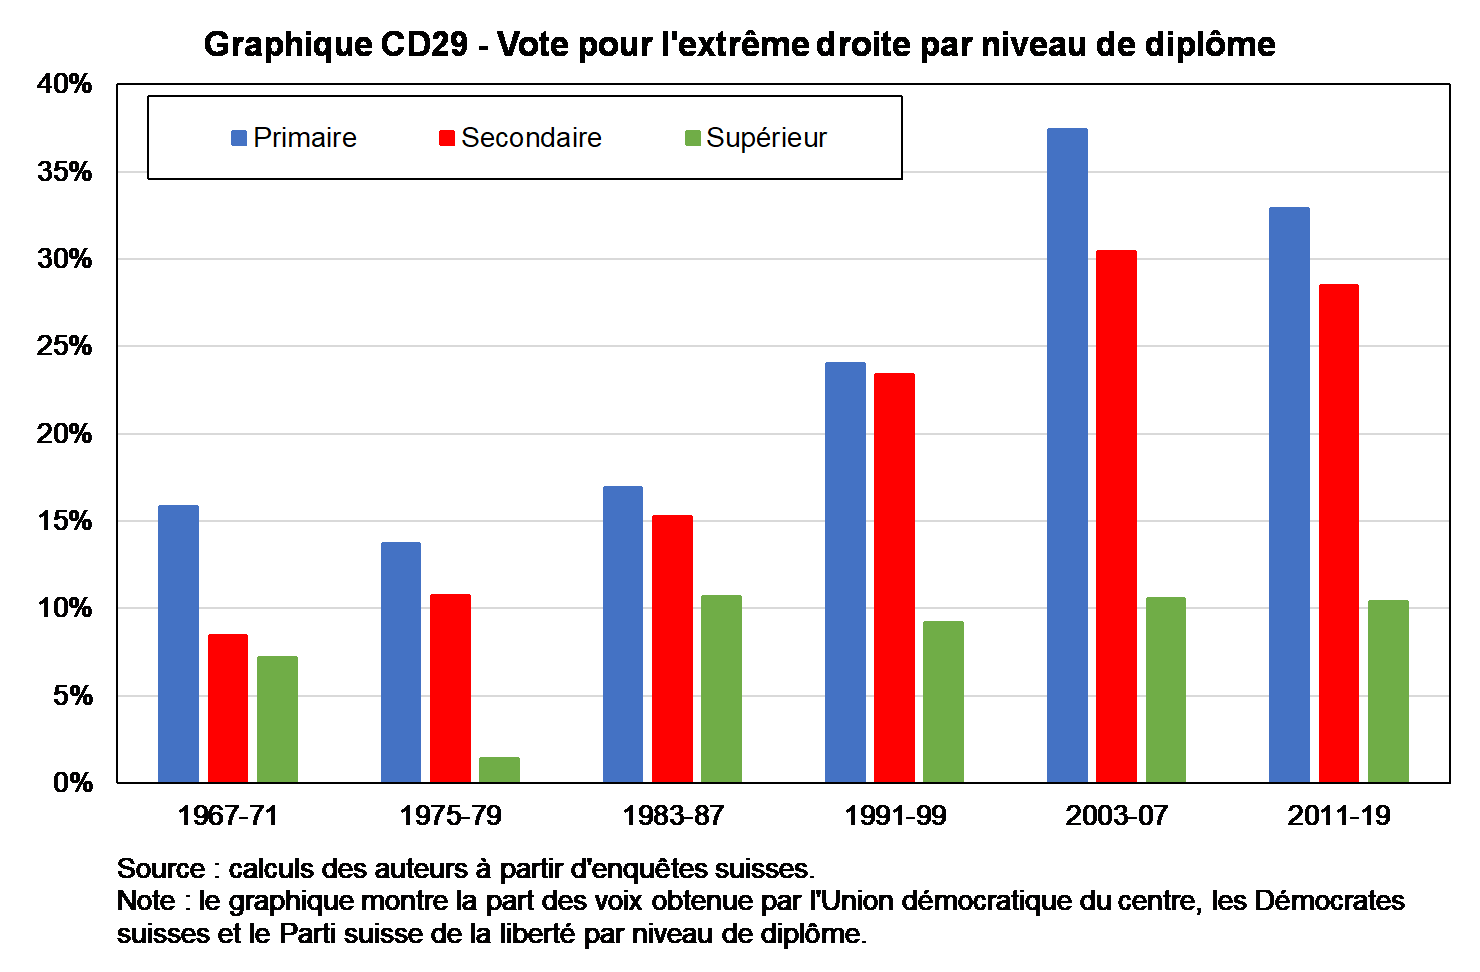 Graphique CD29 - Vote pour l'extrême droite par niveau de diplôme
40%
35%
30%
25%
20%
15%
10%
5%
0%
Primaire Secondaire Supérieur
1967-71 1975-79 1983-87 1991-99 2003-07 2011-19
Source : calculs des auteurs à partir d'enquêtes suisses.
Note : le graphique montre la part des voix obtenue par l'Union démocratique du centre, les Démocrates
suisses et le Parti suisse de la liberté par niveau de diplôme.